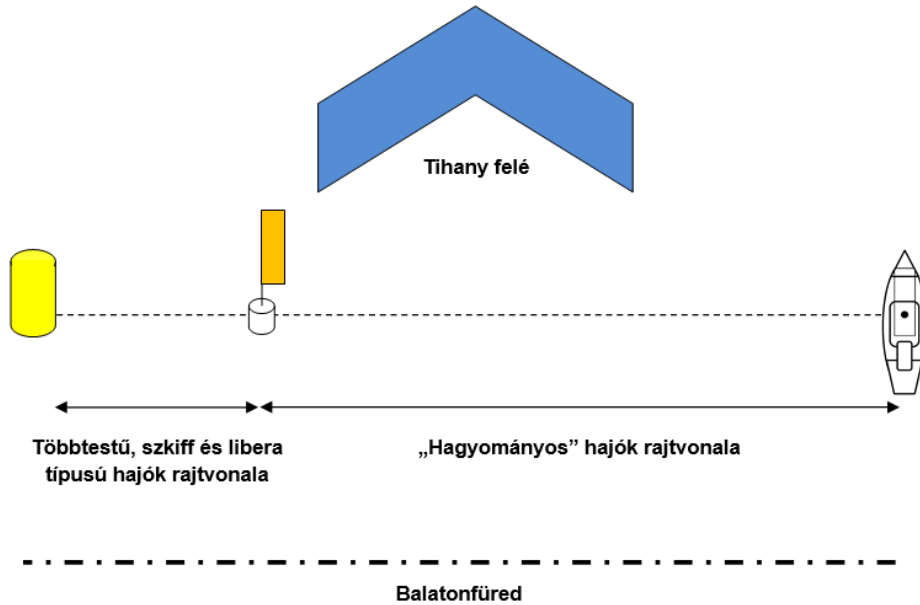 Tihany felé
Többtestű, szkiff és libera
típusú hajók rajtvonala
„Hagyományos” hajók rajtvonala
Balatonfüred